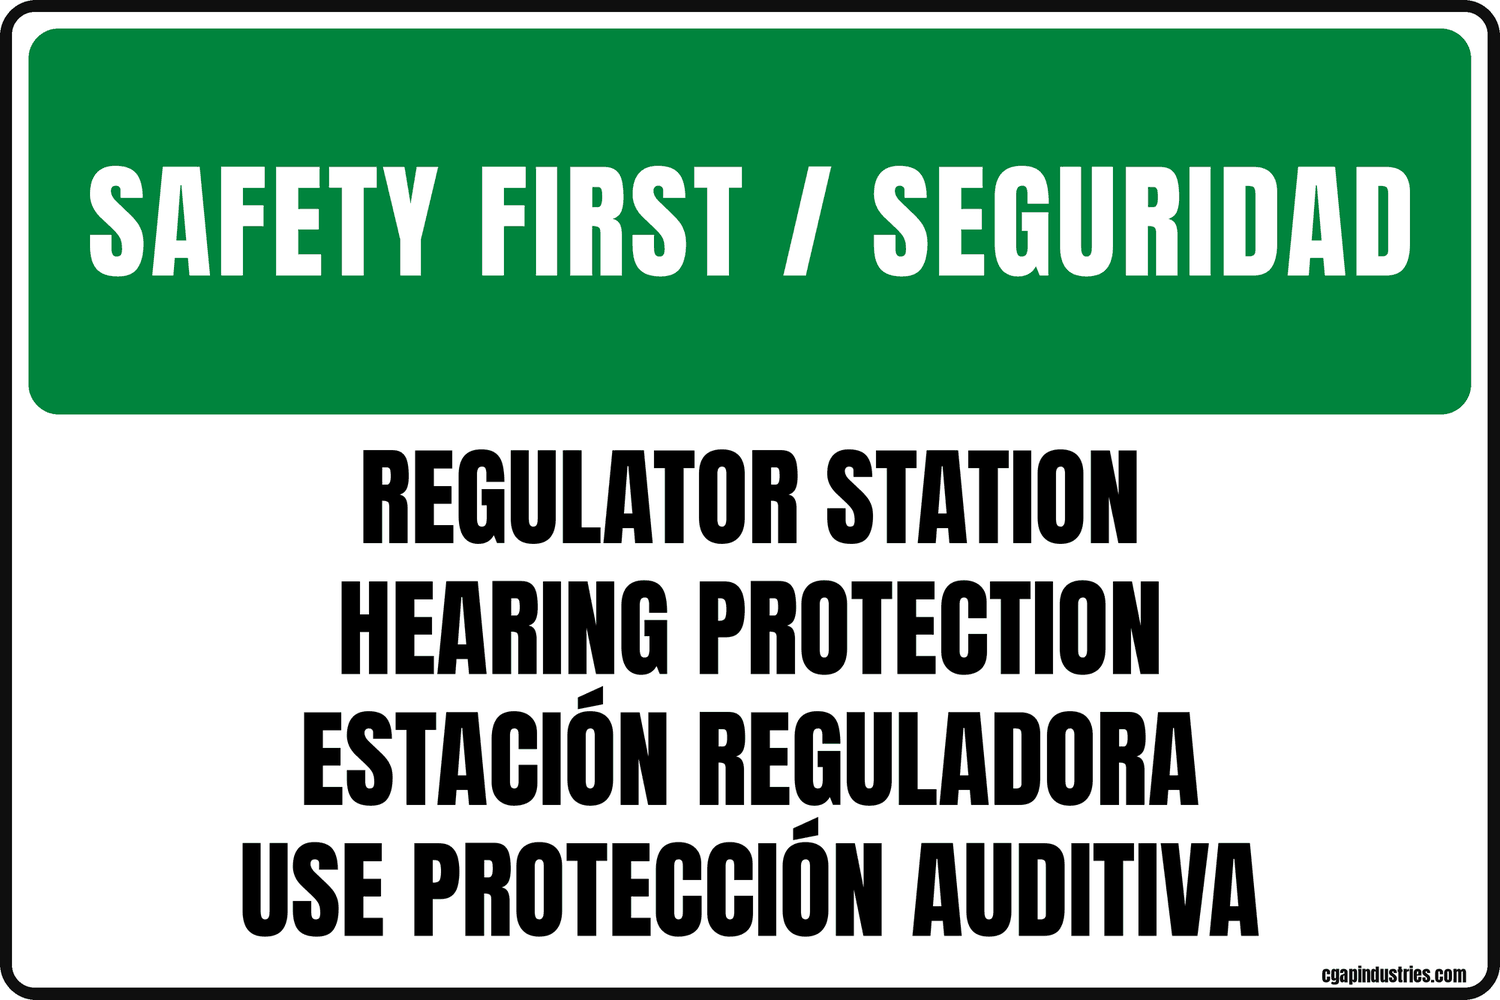 SAFETY FIRST / SEGURIDAD
REGULATOR STATION
HEARING PROTECTION
ESTACIÓN REGULADORA
USE PROTECCIÓN AUDITIVA
cgapindustries.com